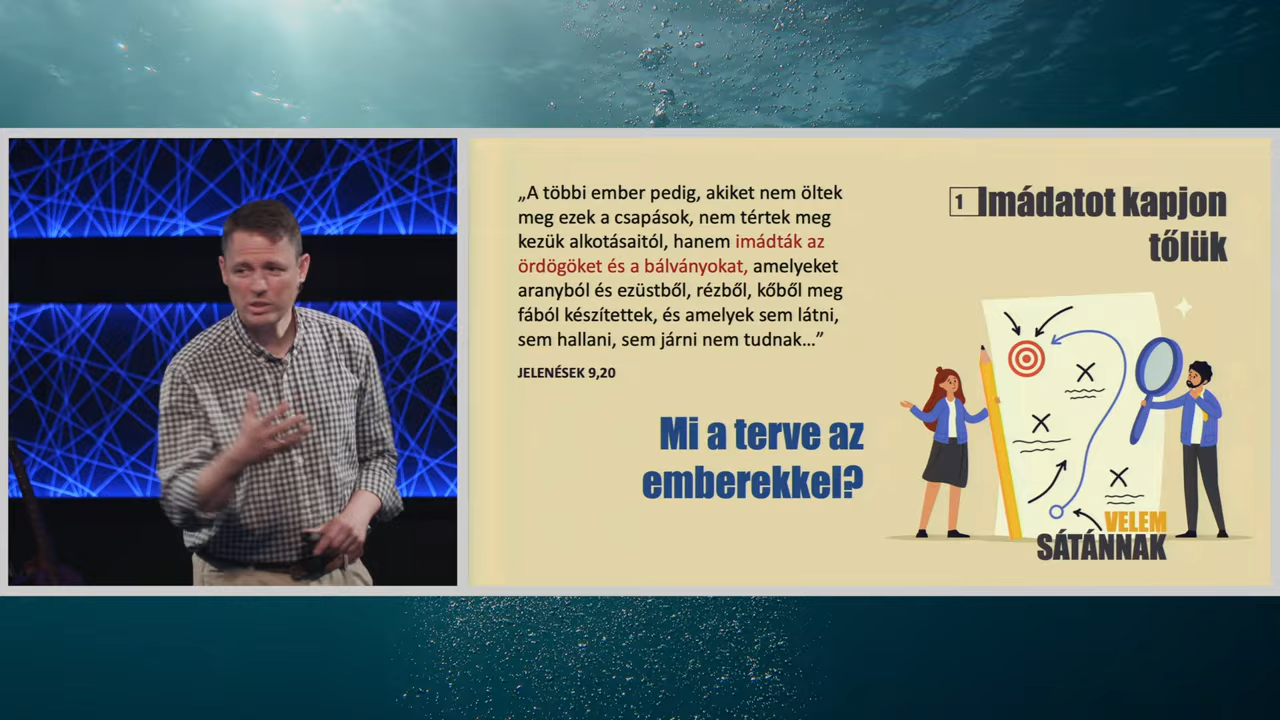 „A többi ember pedig, akiket nem öltek
meg ezek a csapások, nem tértek meg
kezük alkotásaitól, hanem imádták az
ördögöket és a bálványokat, amelyeket
aranyból és ezüstből, rézből, kőből meg
fából készítettek, és amelyek sem látni,
sem hallani, sem járni nem tudnak…”
JELENÉSEK 9,20
Mi a terve az
emberekkel?
1 Imádatot kapjon
tőlük
VELEM
SÁTÁNNAK